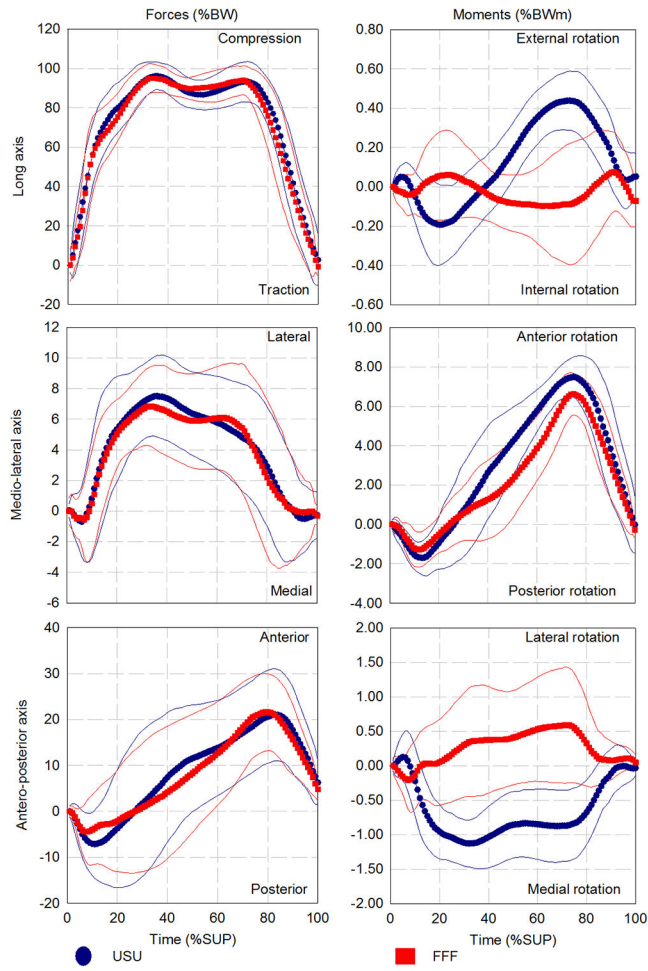 Forces (%BW)
Moments (%BWm)
Long axis
120
100
80
60
40
20
0
-20
Compression
Traction
0.80
0.60
0.40
0.20
0.00
-0.20
-0.40
-0.60
External rotation
Internal rotation
Medio-lateral axis
12
10
8
6
4
2
0
-2
-4
-6
Lateral
Medial
10.00
8.00
6.00
4.00
2.00
0.00
-2.00
-4.00
Anterior rotation
Posterior rotation
Antero-posterior axis
40
30
20
10
0
-10
-20
Anterior
Posterior
0 20 40 60 80 100
Time (%SUP)
2.00
1.50
1.00
0.50
0.00
-0.50
-1.00
-1.50
-2.00
Lateral rotation
Medial rotation
0 20 40 60 80 100
Time (%SUP)
USU
FFF